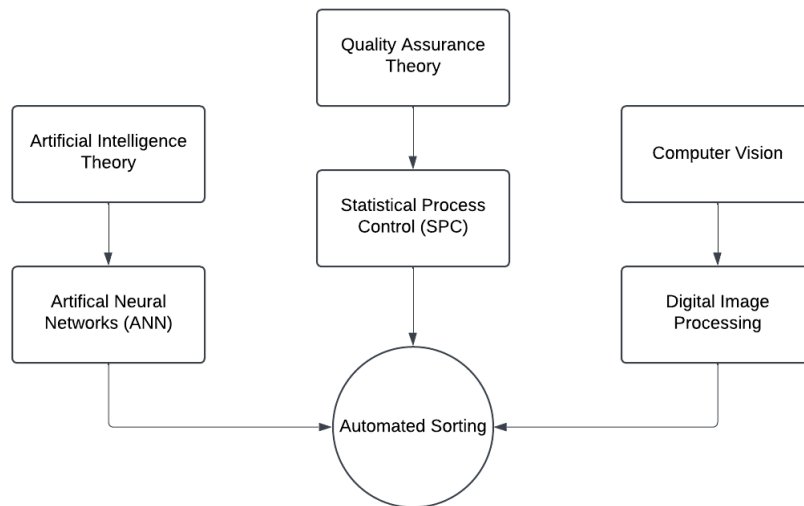 Quality Assurance
Theory
Artificial Intelligence
Theory
Computer Vision
Statistical Process
Control (SPC)
Artifical Neural
Networks (ANN)
Digital Image
Processing
Automated Sorting